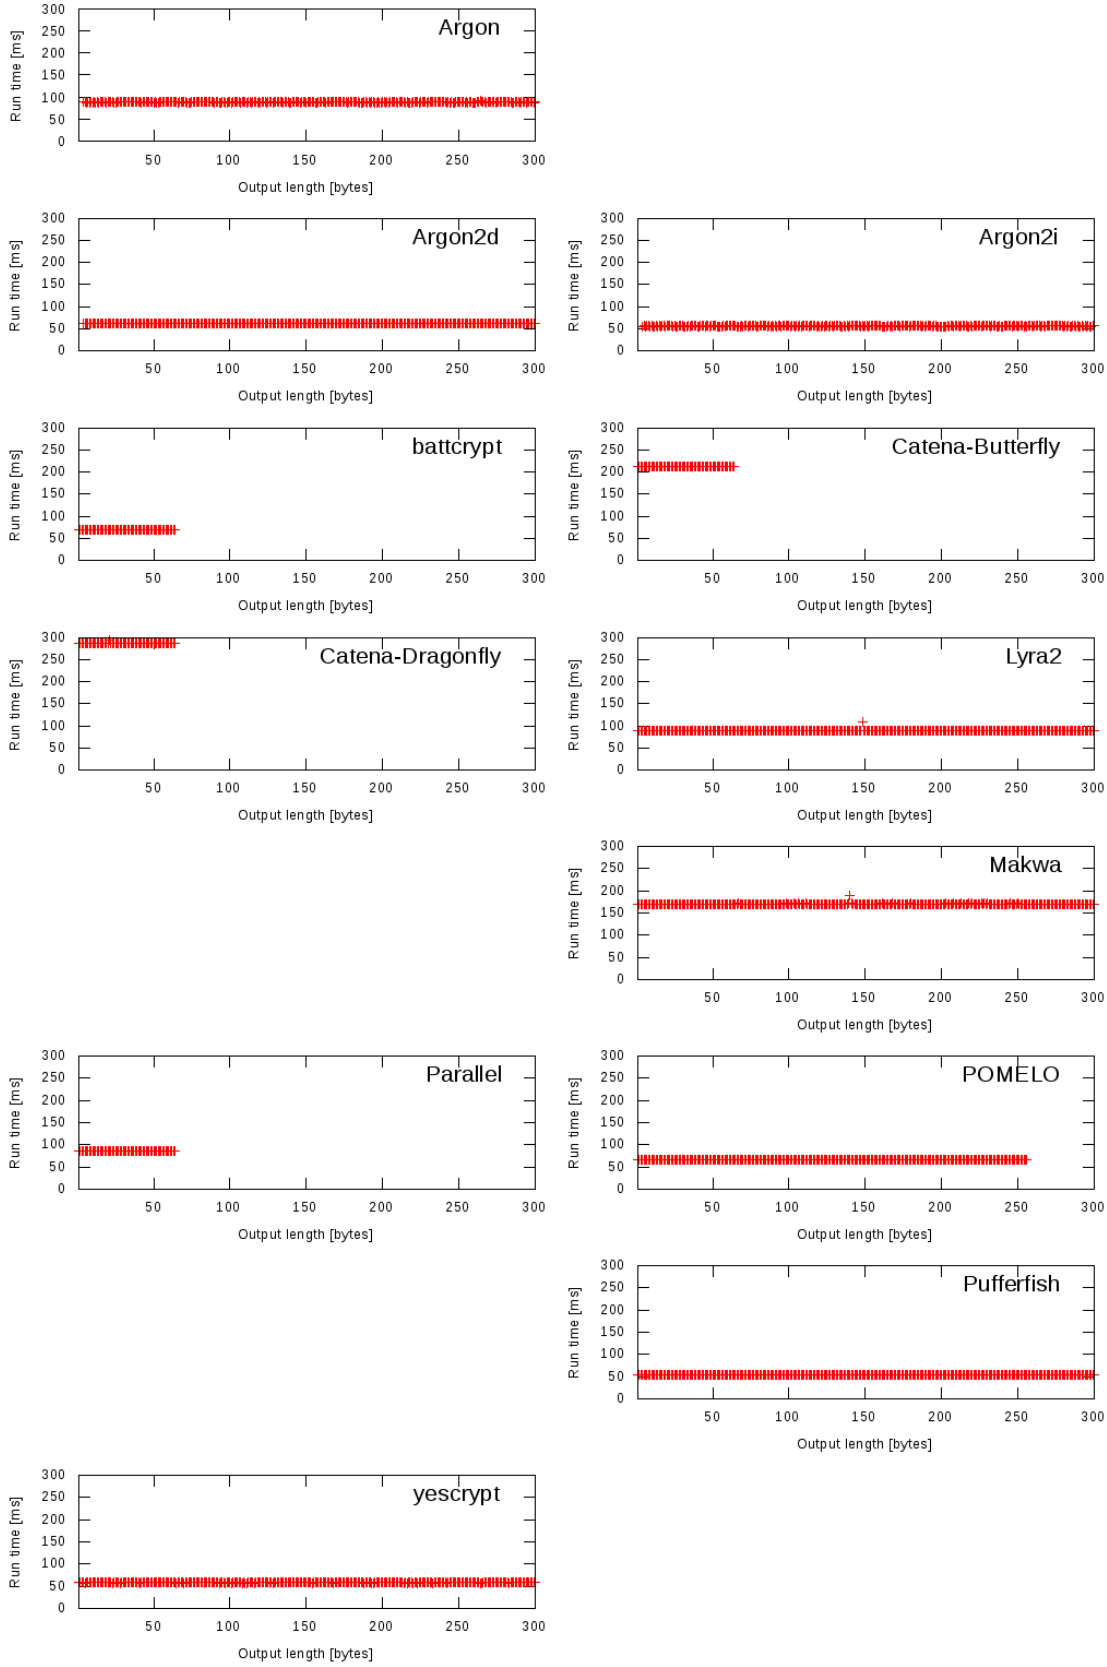 Argon
Run time [ms]
300
250
200
150
100
50
0
50 100 150 200 250 300
Output length [bytes]
Argon2d
Run time [ms]
300
250
200
150
100
50
0
50 100 150 200 250 300
Output length [bytes]
Argon2i
Run time [ms]
300
250
200
150
100
50
0
50 100 150 200 250 300
Output length [bytes]
battcrypt
Run time [ms]
300
250
200
150
100
50
0
50 100 150 200 250 300
Output length [bytes]
Catena-Butterfly
Run time [ms]
300
250
200
150
100
50
0
50 100 150 200 250 300
Output length [bytes]
Catena-Dragonfly
Run time [ms]
300
250
200
150
100
50
0
50 100 150 200 250 300
Output length [bytes]
Lyra2
Run time [ms]
300
250
200
150
100
50
0
50 100 150 200 250 300
Output length [bytes]
Makwa
Run time [ms]
300
250
200
150
100
50
0
50 100 150 200 250 300
Output length [bytes]
Parallel
Run time [ms]
300
250
200
150
100
50
0
50 100 150 200 250 300
Output length [bytes]
POMELO
Run time [ms]
300
250
200
150
100
50
0
50 100 150 200 250 300
Output length [bytes]
Pufferfish
Run time [ms]
300
250
200
150
100
50
0
50 100 150 200 250 300
Output length [bytes]
yescrypt
Run time [ms]
300
250
200
150
100
50
0
50 100 150 200 250 300
Output length [bytes]